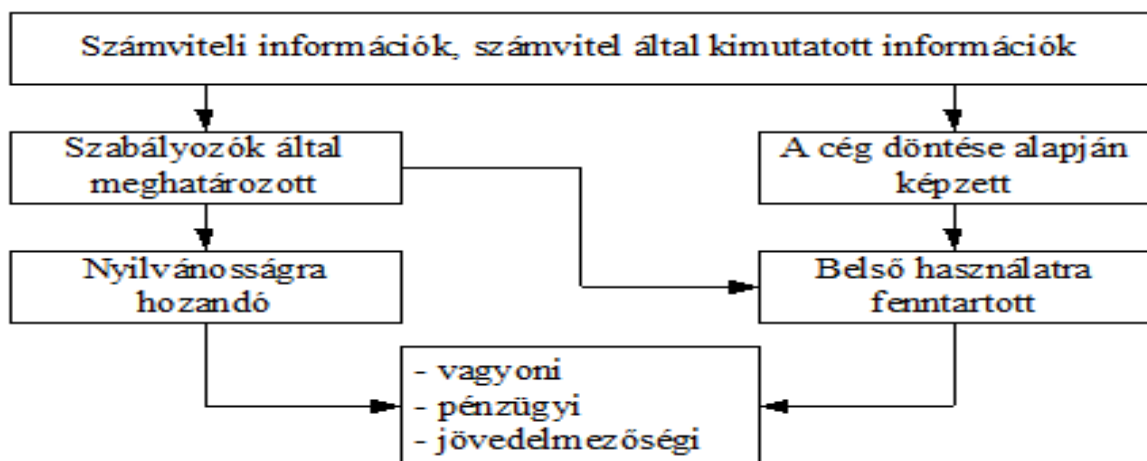 Számviteli információk, számvitel által kimutatott információk
Szabályozók által
meghatározott
A cég döntése alapján
képzett
Nyilvánosságra
hozandó
Belső használatra
fenntartott
- vagyoni
- pénzügyi
- jövedelmezőségi